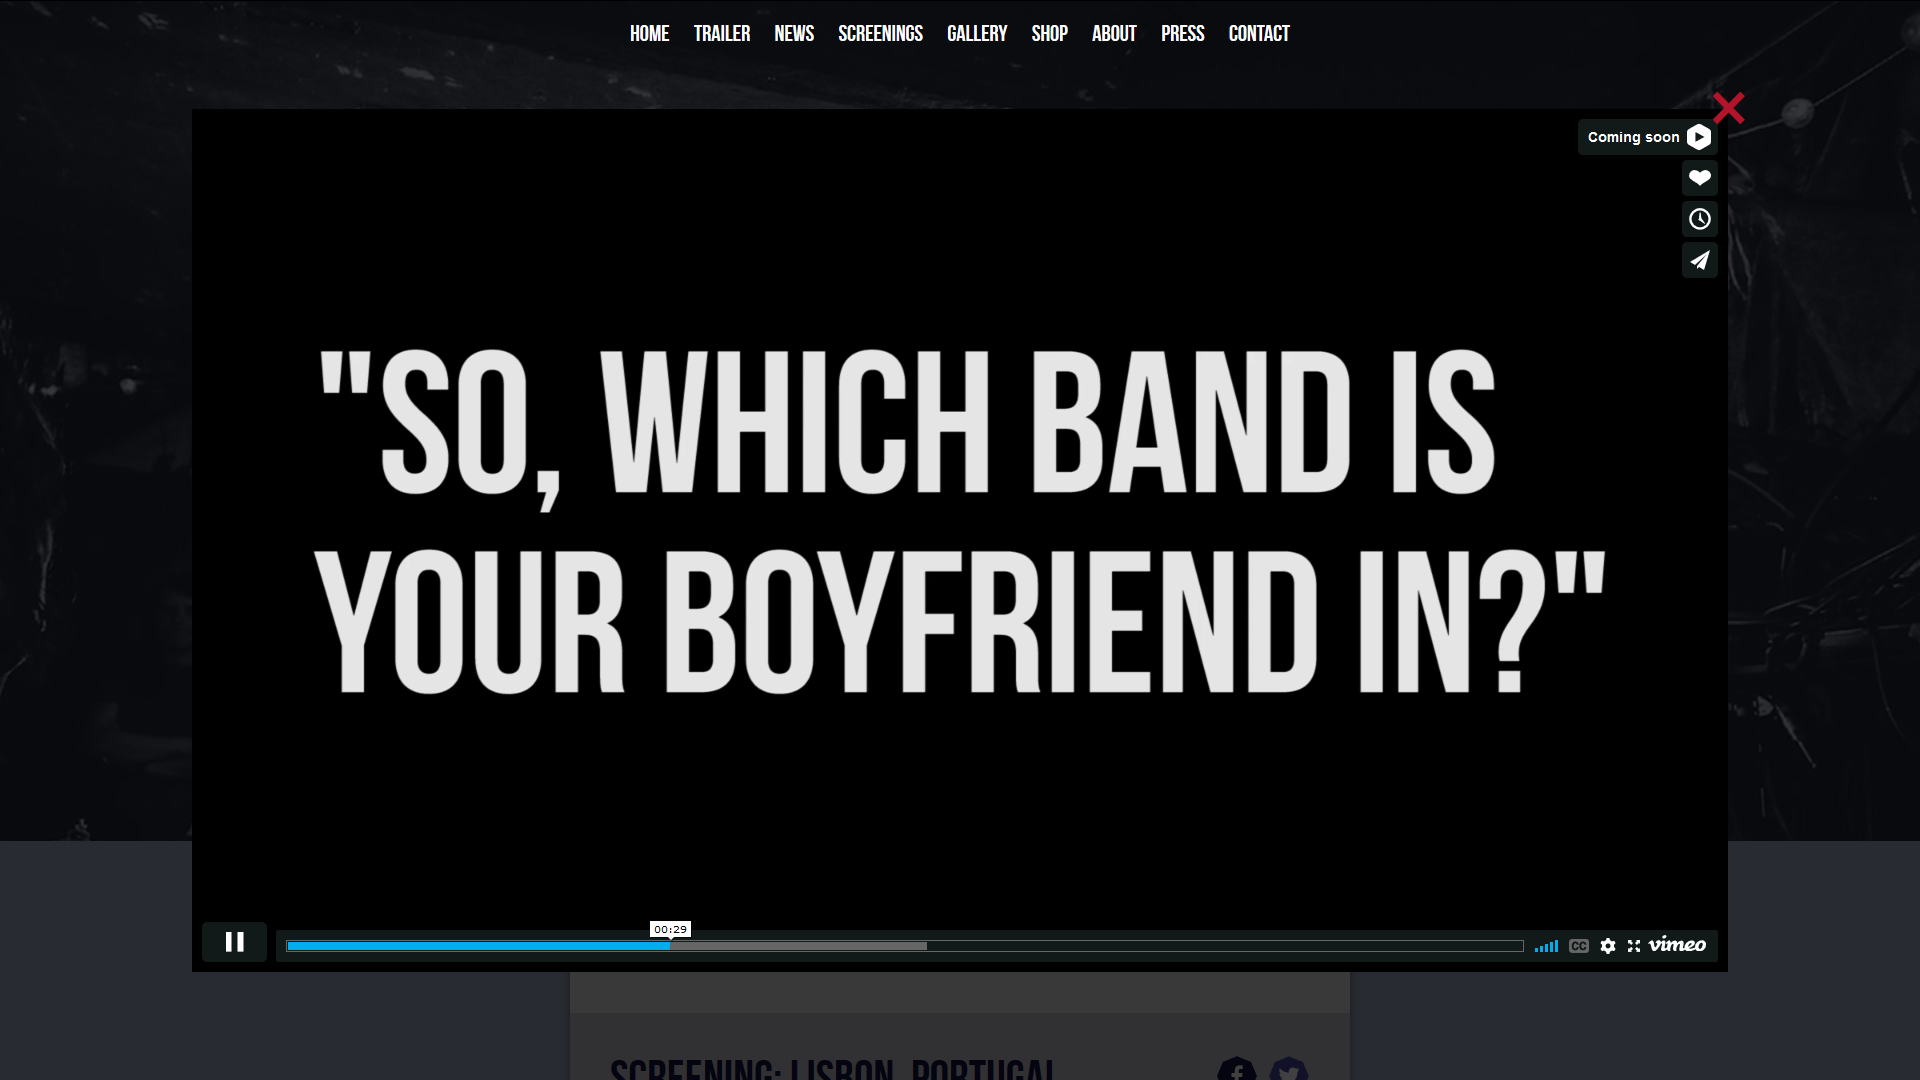 HOME TRAILER NEWS SCREENINGS GALLERY SHOP ABOUT PRESS CONTACT
Coming soon
"SO, WHICH BAND IS
YOUR BOYFRIEND IN?"
00:29
CC vimeo
SCREENING: LISBON, PORTUGAL